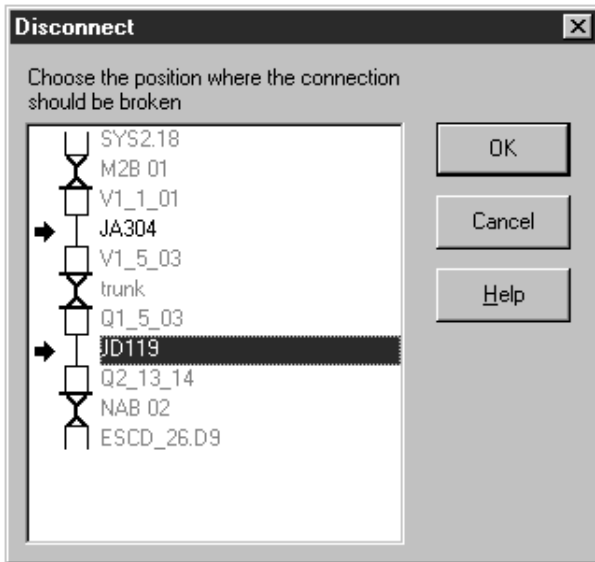 Disconnect
Choose the position where the connection
should be broken
SYS2.18
M2B 01
V1_1_01
JA304
V1_5_03
trunk
Q1_5_03
JD119
Q2_13_14
NAB 02
ESCD_26.D9
OK
Cancel
Help